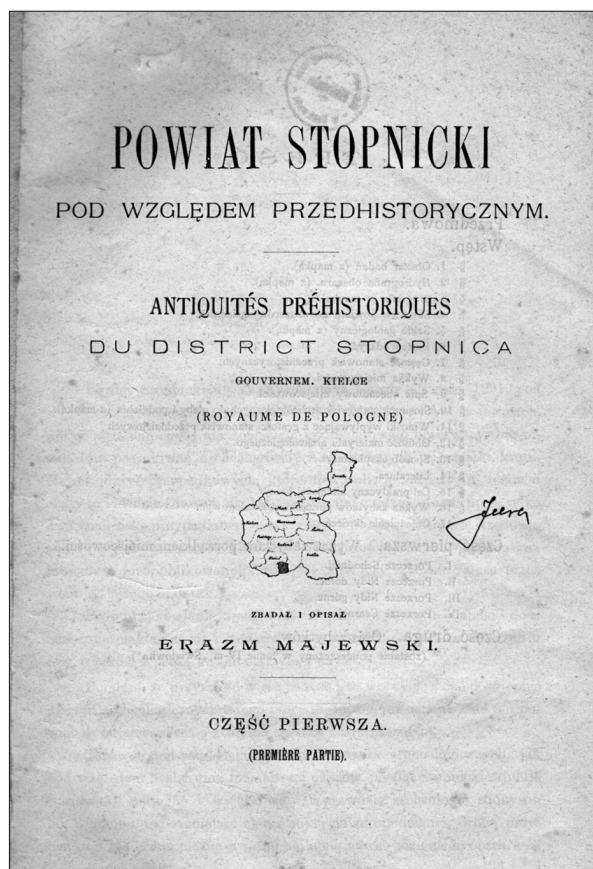 POWIAT STOPNICKI
POD WZGLĘDEM PRZEDHISTORYCZNYM.
ANTIQUITÉS PRÉHISTORIQUES
DU DISTRICT STOPNICA
GOUVERNEM. KIELCE
(ROYAUME DE POLOGNE)
ZBADAŁ I OPISAŁ
ERAZM MAJEWSKI.
CZĘŚĆ PIERWSZA.
(PREMIÈRE PARTIE).